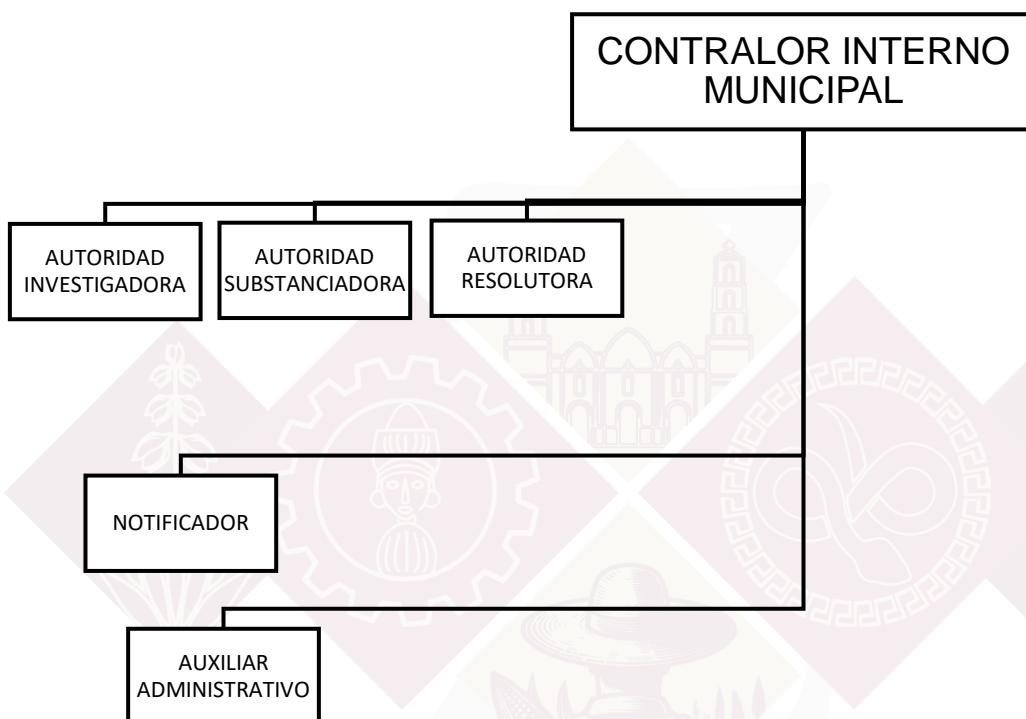 CONTRALOR INTERNO
MUNICIPAL
AUTORIDAD
INVESTIGADORA
AUTORIDAD
SUBSTANCIADORA
AUTORIDAD
RESOLUTORA
NOTIFICADOR
AUXILIAR
ADMINISTRATIVO